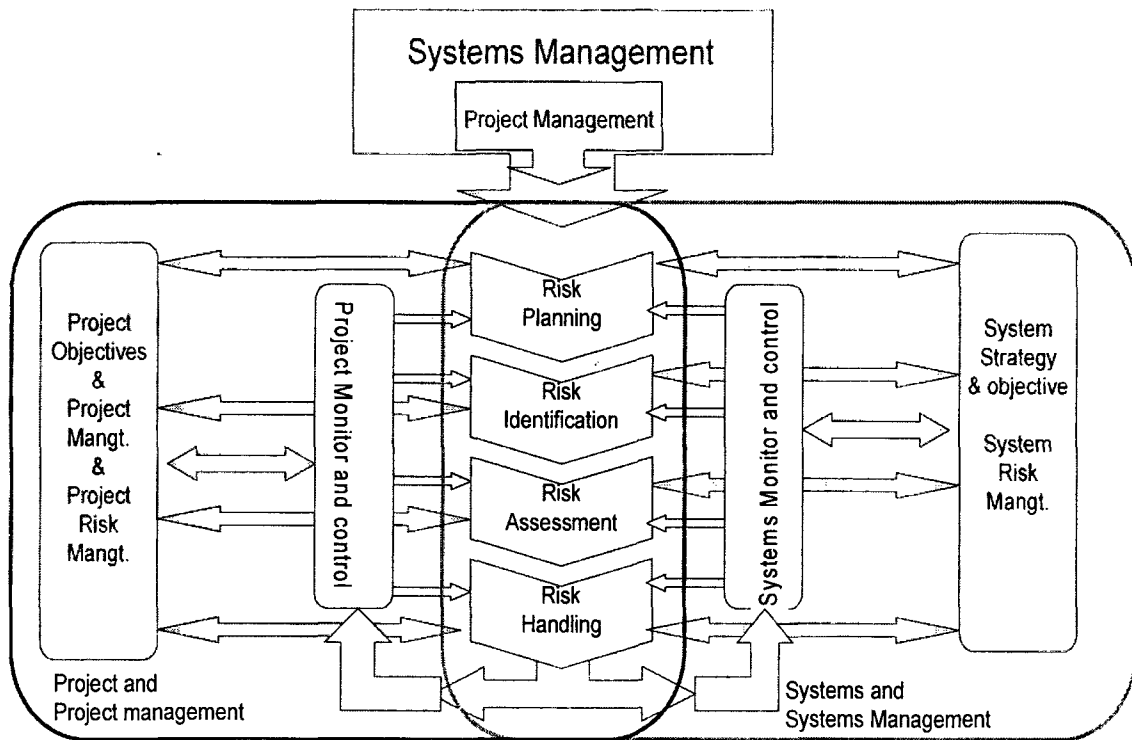 Systems Management
Project Management
Project
Objectives
&
Project
Mangt.
&
Project
Risk
Mangt.
Project Monitor and control
Risk
Planning
Risk
Identification
Risk
Assessment
Risk
Handling
Systems Monitor and control
System
Strategy
& objective
System
Risk
Mangt.
Project and
Project management
Systems and
Systems Management